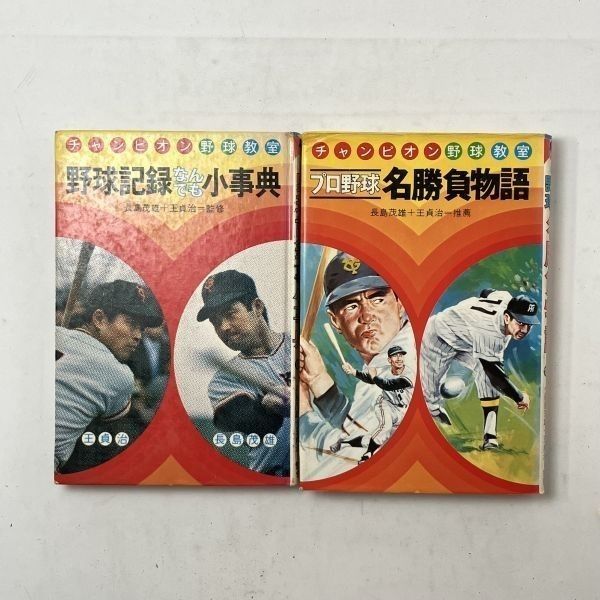 チャンピオン野球教室
野球記録なんでも小事典
長島茂雄+王貞治=監修
王貞治
長島茂雄
チャンピオン野球教室
プロ野球名勝負物語
長島茂雄+王貞治=推薦
11